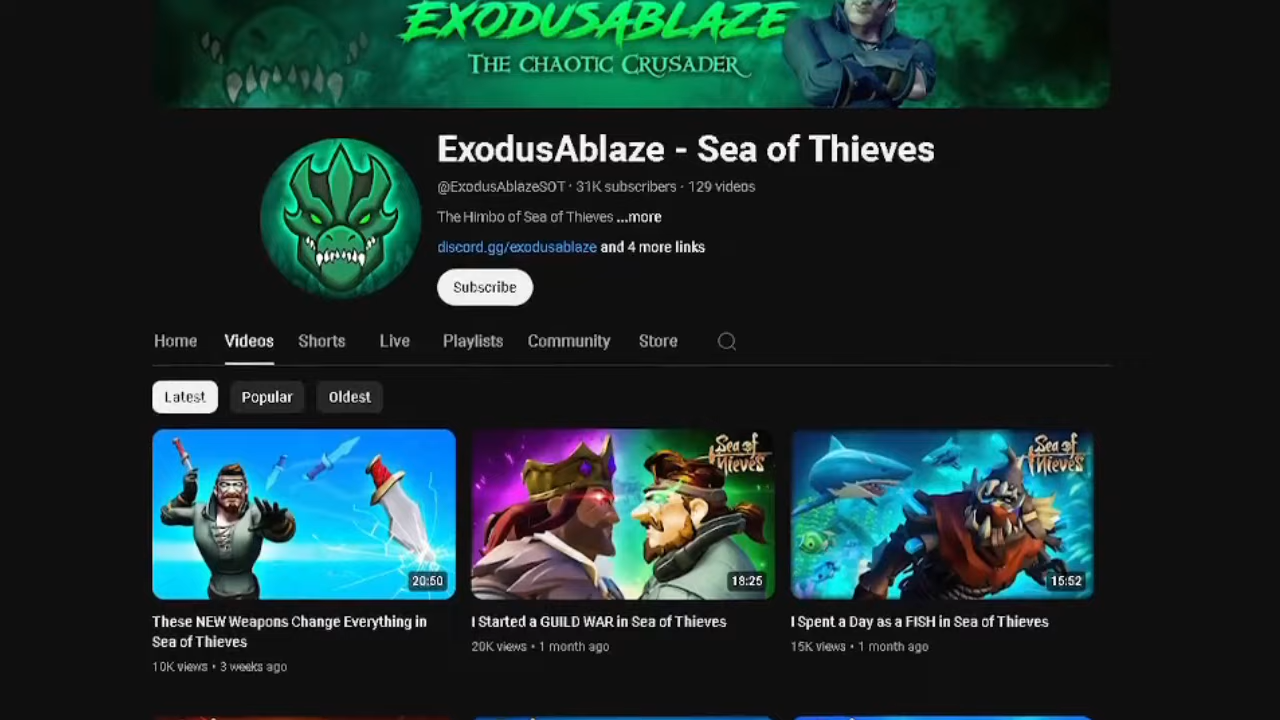 EXODUSABLAZE
THE CHAOTIC CRUSADER
ExodusAblaze - Sea of Thieves
@ExodusAblazeSOT · 31K subscribers · 129 videos
The Himbo of Sea of Thieves ...more
discord.gg/exodusablaze and 4 more links
Subscribe
Home Videos Shorts Live Playlists Community Store
Latest Popular Oldest
Sea of Thieves
Sea of Thieves
20:50
18:25
15:52
These NEW Weapons Change Everything in
Sea of Thieves
10K views • 3 weeks ago
I Started a GUILD WAR in Sea of Thieves
20K views • 1 month ago
I Spent a Day as a FISH in Sea of Thieves
15K views • 1 month ago